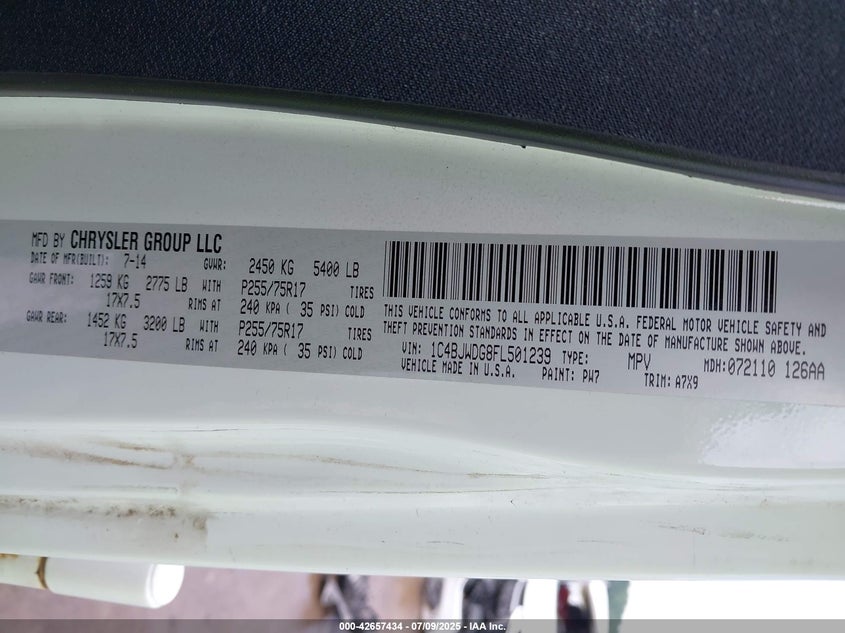 MFD BY CHRYSLER GROUP LLC
DATE OF MFR(BUILT): 7-14 GVWR: 2450 KG 5400 LB
GAWR FRONT: 1259 KG 2775 LB WITH P255/75R17 TIRES
17X7.5 RIMS AT 240 KPA ( 35 PSI) COLD
GAWR REAR: 1452 KG 3200 LB WITH P255/75R17 TIRES
17X7.5 RIMS AT 240 KPA ( 35 PSI) COLD
THIS VEHICLE CONFORMS TO ALL APPLICABLE U.S.A. FEDERAL MOTOR VEHICLE SAFETY AND
THEFT PREVENTION STANDARDS IN EFFECT ON THE DATE OF MANUFACTURE SHOWN ABOVE.
VIN: 1C4BJWDG8FL501239 TYPE: MPV MDH:072110 126AA
VEHICLE MADE IN U.S.A. PAINT: PW7 TRIM: A7X9
000-42657434 - 07/09/2025 - IAA Inc.